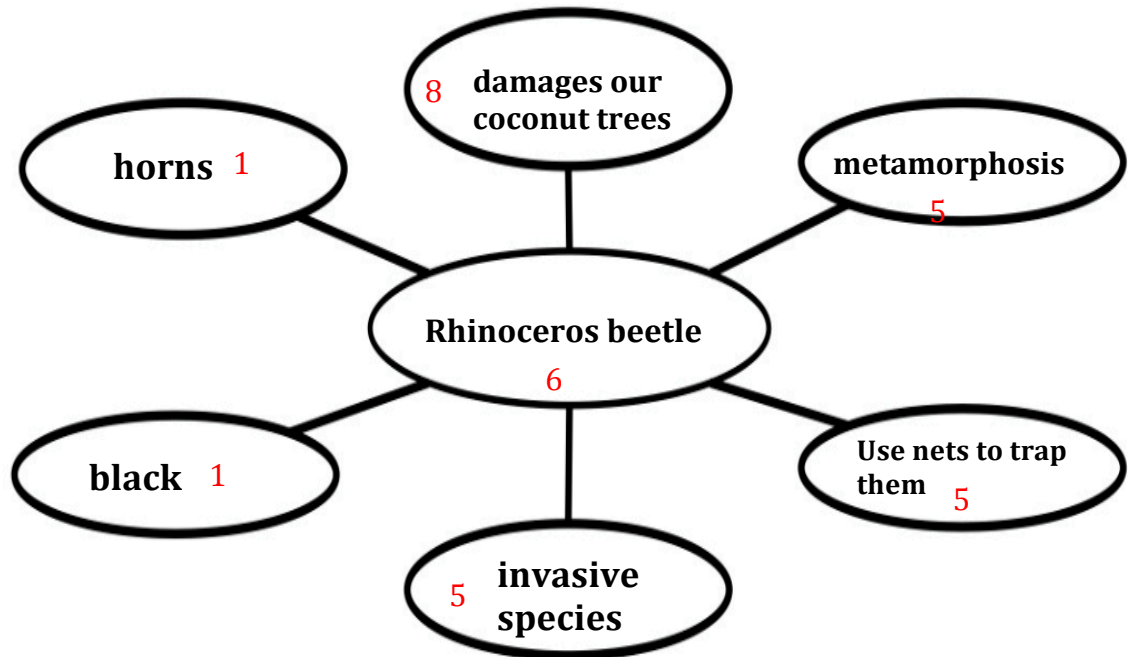 8 damages our
coconut trees
horns 1
metamorphosis
5
Rhinoceros beetle
6
black 1
Use nets to trap
them 5
5 invasive
species